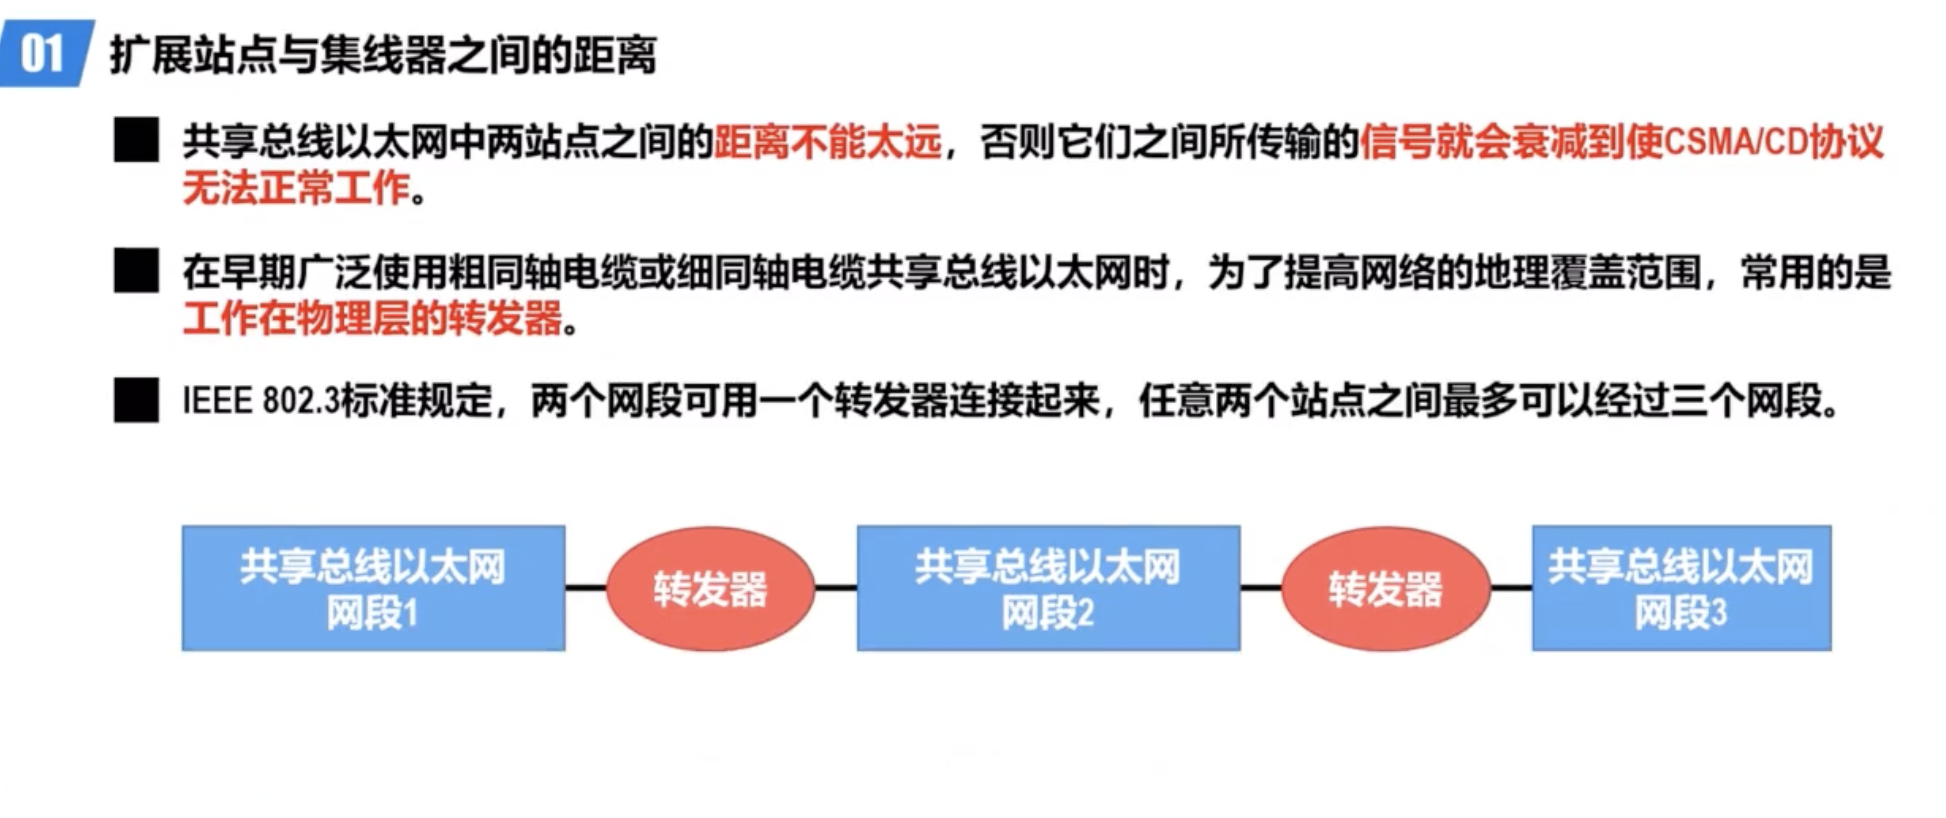 01 扩展站点与集线器之间的距离
共享总线以太网中两站点之间的距离不能太远，否则它们之间所传输的信号就会衰减到使CSMA/CD协议
无法正常工作。
在早期广泛使用粗同轴电缆或细同轴电缆共享总线以太网时，为了提高网络的地理覆盖范围，常用的是
工作在物理层的转发器。
IEEE 802.3标准规定，两个网段可用一个转发器连接起来，任意两个站点之间最多可以经过三个网段。
共享总线以太网
网段1
转发器
共享总线以太网
网段2
转发器
共享总线以太网
网段3